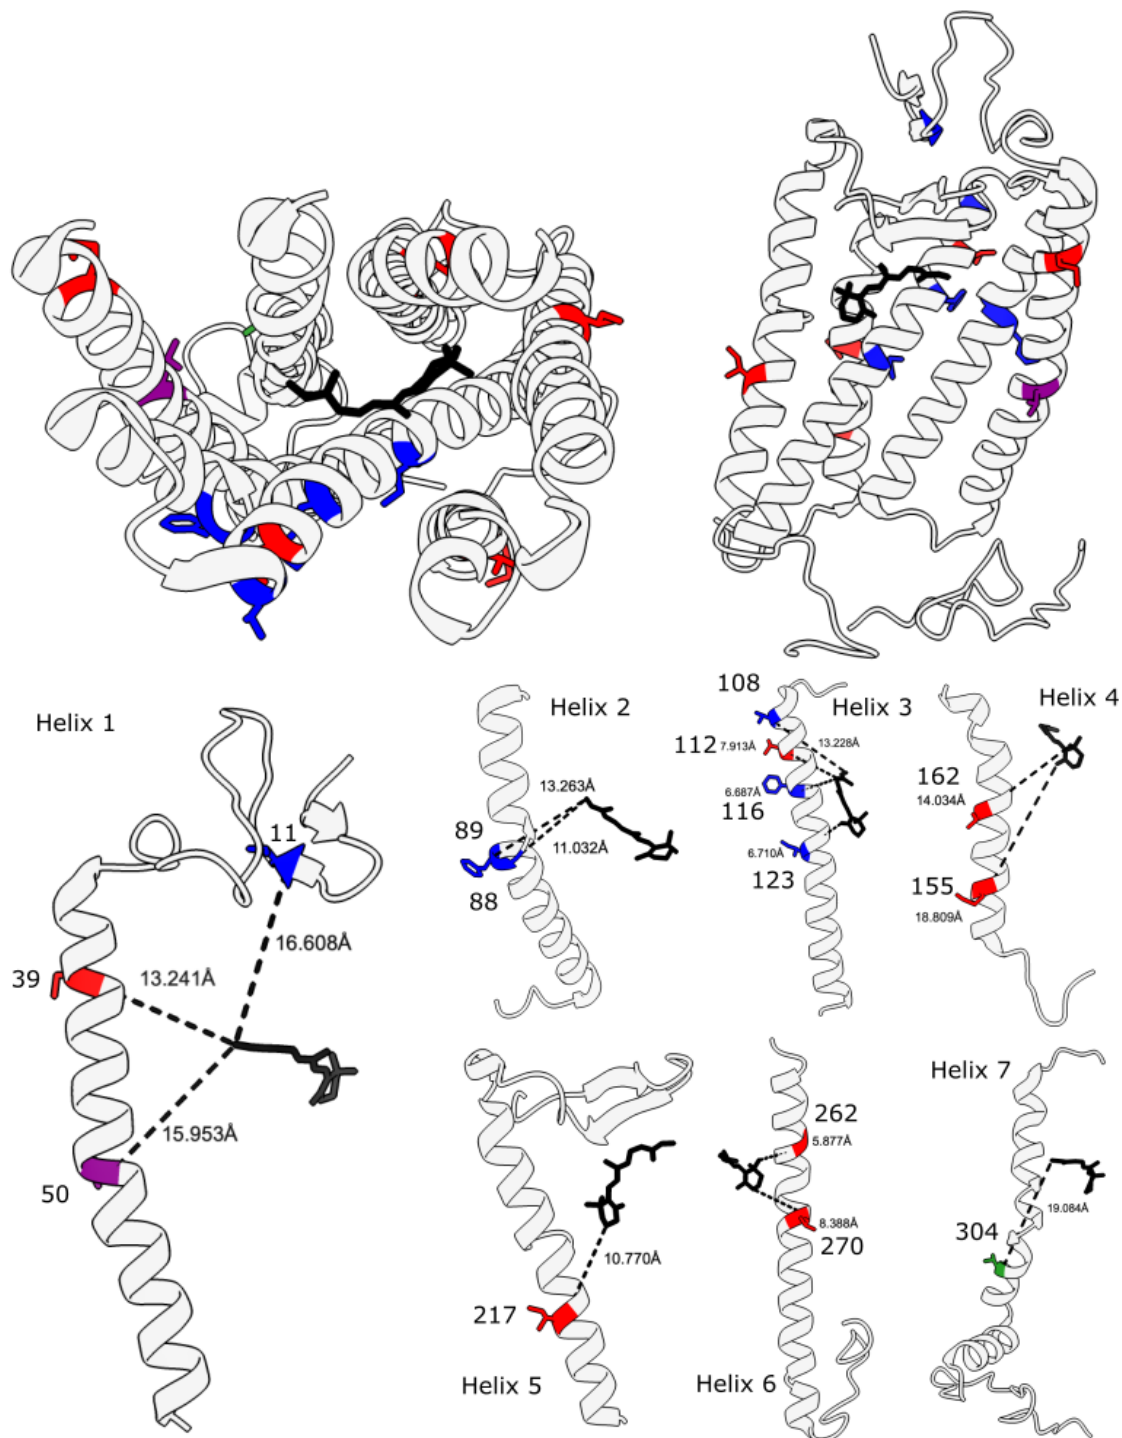 Helix 1
11
16.608Å
39
13.241Å
15.953Å
50
Helix 2
13.263Å
89
11.032Å
88
108
Helix 3
112
7.913Å
13.228Å
6.687Å
116
6.710Å
123
Helix 4
162
14.034Å
155
18.809Å
10.770Å
217
Helix 5
262
5.877Å
8.388Å
270
Helix 6
Helix 7
19.084Å
304